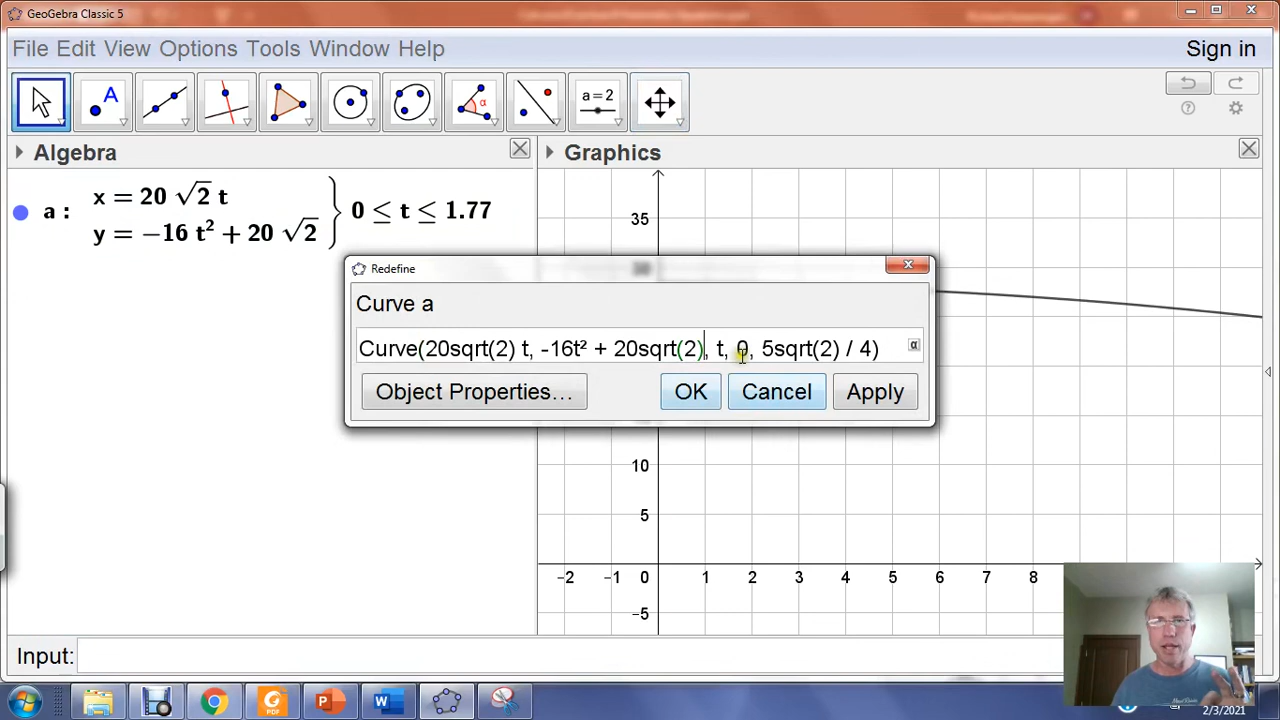 GeoGebra Classic 5
File Edit View Options Tools Window Help
Sign in
A
α
a = 2
Algebra
Graphics
a : x = 20 √2 t
y = −16 t² + 20 √2
0 ≤ t ≤ 1.77
35
30
10
5
-2 -1 0 1 2 3 4 5 6 7 8
−5
Redefine
Curve a
Curve(20sqrt(2) t, -16t² + 20sqrt(2), t, 0, 5sqrt(2) / 4)
α
Object Properties… OK Cancel Apply
Input:
PDF
2/3/2021